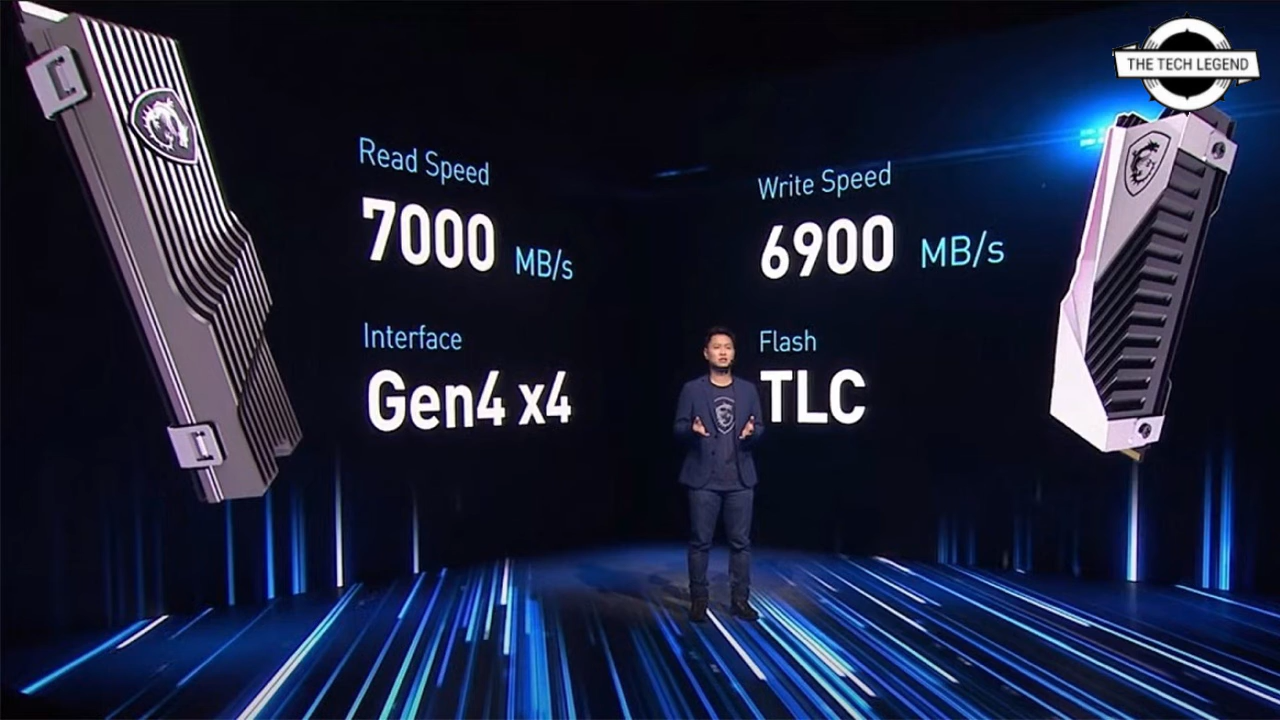 THE TECH LEGEND
Read Speed
7000 MB/s
Write Speed
6900 MB/s
Interface
Gen4 x4
Flash
TLC